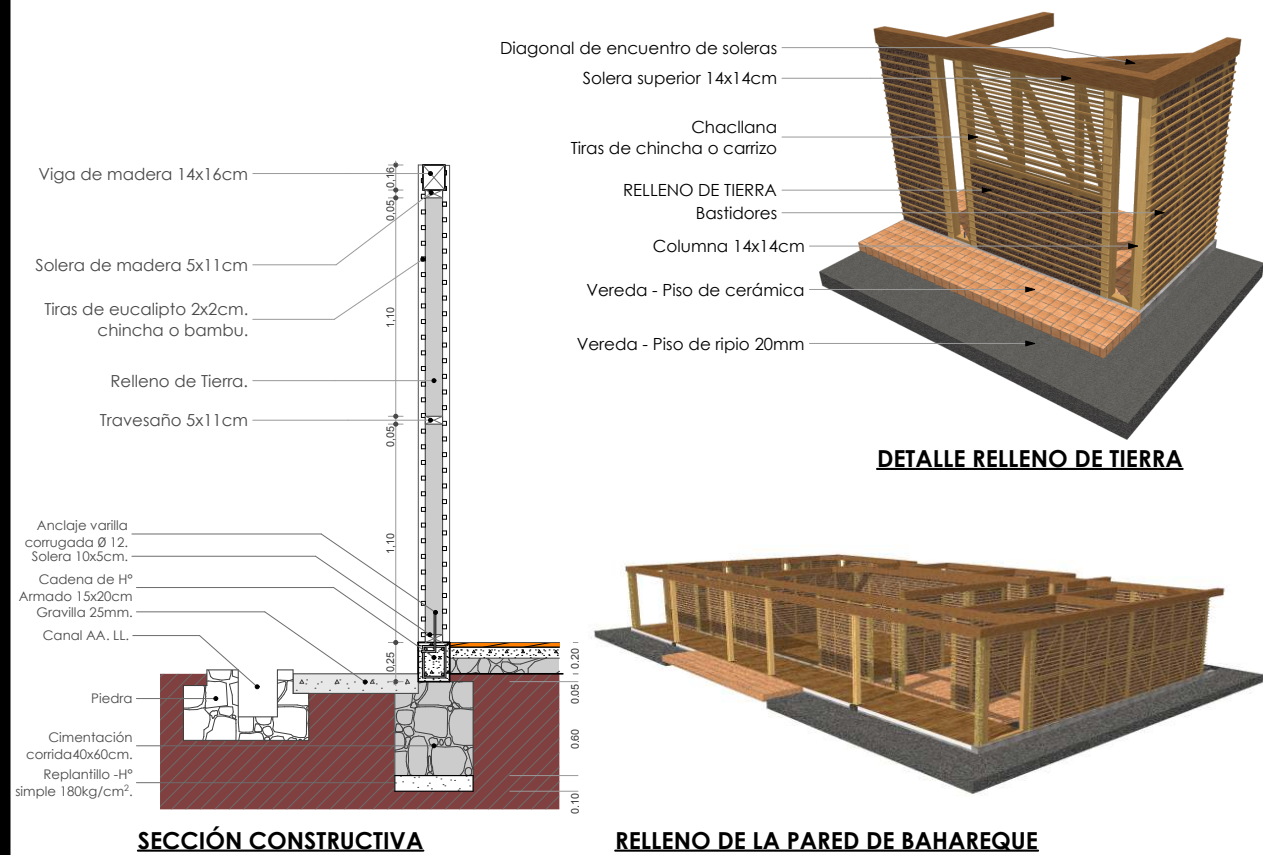 Diagonal de encuentro de soleras
Solera superior 14x14cm
Chacllana
Tiras de chincha o carrizo
RELLENO DE TIERRA
Bastidores
Columna 14x14cm
Vereda - Piso de cerámica
Vereda - Piso de ripio 20mm
DETALLE RELLENO DE TIERRA
Viga de madera 14x16cm
Solera de madera 5x11cm
Tiras de eucalipto 2x2cm.
chincha o bambu.
Relleno de Tierra.
Travesaño 5x11cm
Anclaje varilla
corrugada Ø 12.
Solera 10x5cm.
Cadena de Hº
Armado 15x20cm
Gravilla 25mm.
Canal AA. LL.
Piedra
Cimentación
corrida40x60cm.
Replantillo -Hº
simple 180kg/cm².
0,16
0,05
1,10
0,05
1,10
0,25
0.20
0.05
0.60
0.10
SECCIÓN CONSTRUCTIVA
RELLENO DE LA PARED DE BAHAREQUE